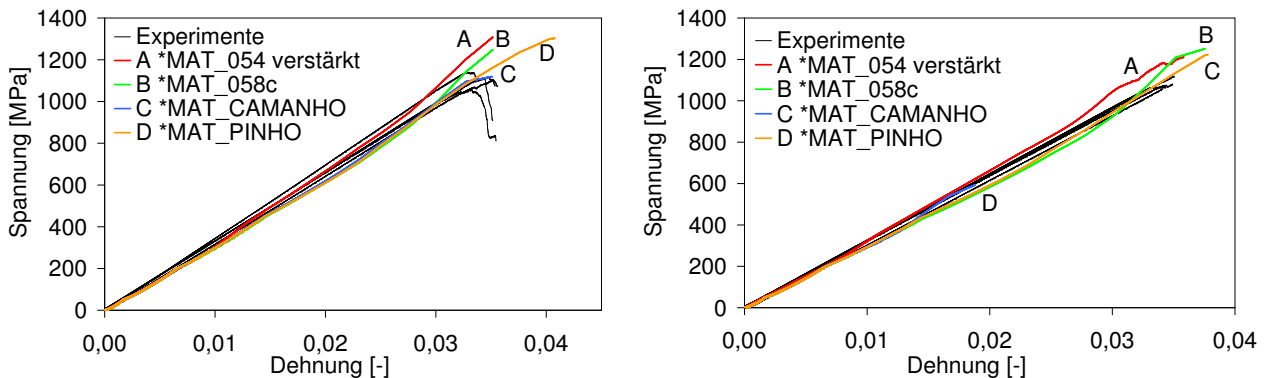 1400
1200
1000
800
600
400
200
0
Spannung [MPa]
Experimente
A *MAT_054 verstärkt
B *MAT_058c
C *MAT_CAMANHO
D *MAT_PINHO
A
B
C
D
0,00
0,01
0,02
0,03
0,04
Dehnung [-]
1400
1200
1000
800
600
400
200
0
Spannung [MPa]
Experimente
A *MAT_054 verstärkt
B *MAT_058c
C *MAT_CAMANHO
D *MAT_PINHO
A
B
C
D
0,00
0,01
0,02
0,03
0,04
Dehnung [-]